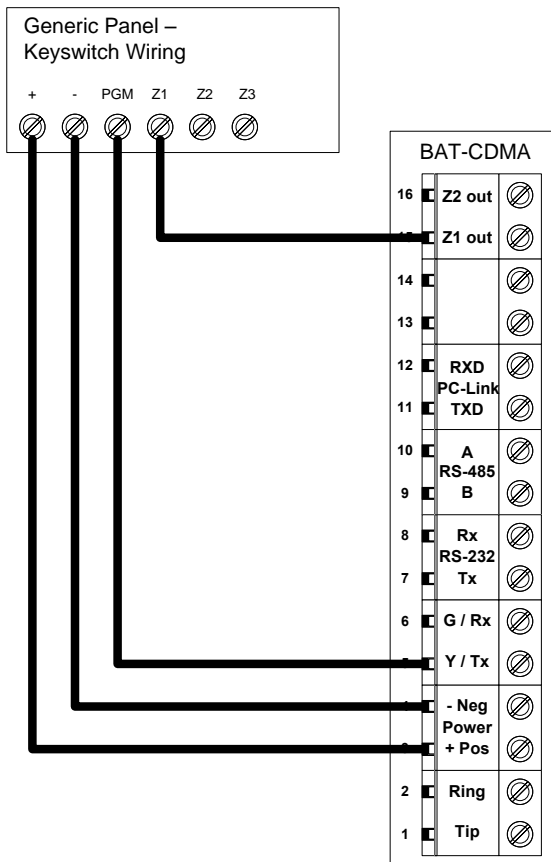 Generic Panel –
Keyswitch Wiring
+ - PGM Z1 Z2 Z3
BAT-CDMA
16 Z2 out
Z1 out
14
13
12 RXD
PC-Link
11 TXD
10 A
RS-485
9 B
8 Rx
RS-232
7 Tx
6 G / Rx
Y / Tx
- Neg
Power
+ Pos
2 Ring
1 Tip